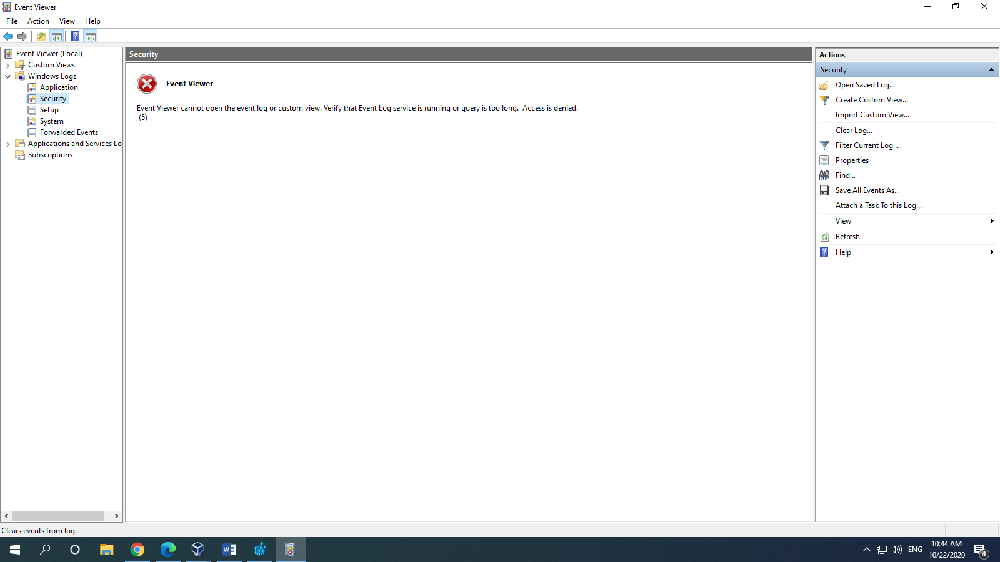 Event Viewer
File Action View Help
Event Viewer (Local)
Custom Views
Windows Logs
Application
Security
Setup
System
Forwarded Events
Applications and Services Lo
Subscriptions
Security
Event Viewer
Event Viewer cannot open the event log or custom view. Verify that Event Log service is running or query is too long.  Access is denied.
(5)
Actions
Security
Open Saved Log...
Create Custom View...
Import Custom View...
Clear Log...
Filter Current Log...
Properties
Find...
Save All Events As...
Attach a Task To this Log...
View
Refresh
Help
Clears events from log.
ENG
10:44 AM
10/22/2020
4